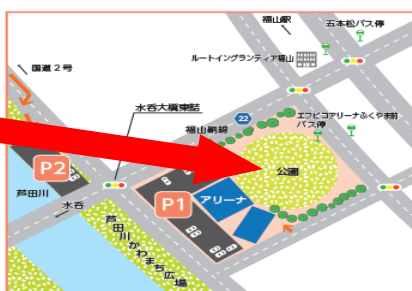 福山駅
五本松バス停
ルートイングランティア福山
国道２号
水呑大橋東詰
22
エフピコアリーナふくやま前
バス停
福山鞆線
公園
P2
P1
アリーナ
芦田川
水呑
芦田川かわまち広場